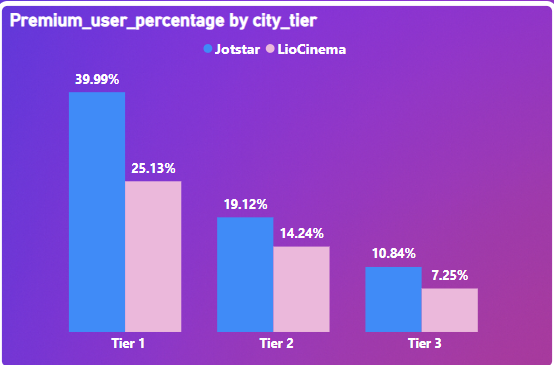 Premium_user_percentage by city_tier
Jotstar LioCinema
39.99%
25.13%
19.12%
14.24%
10.84%
7.25%
Tier 1 Tier 2 Tier 3